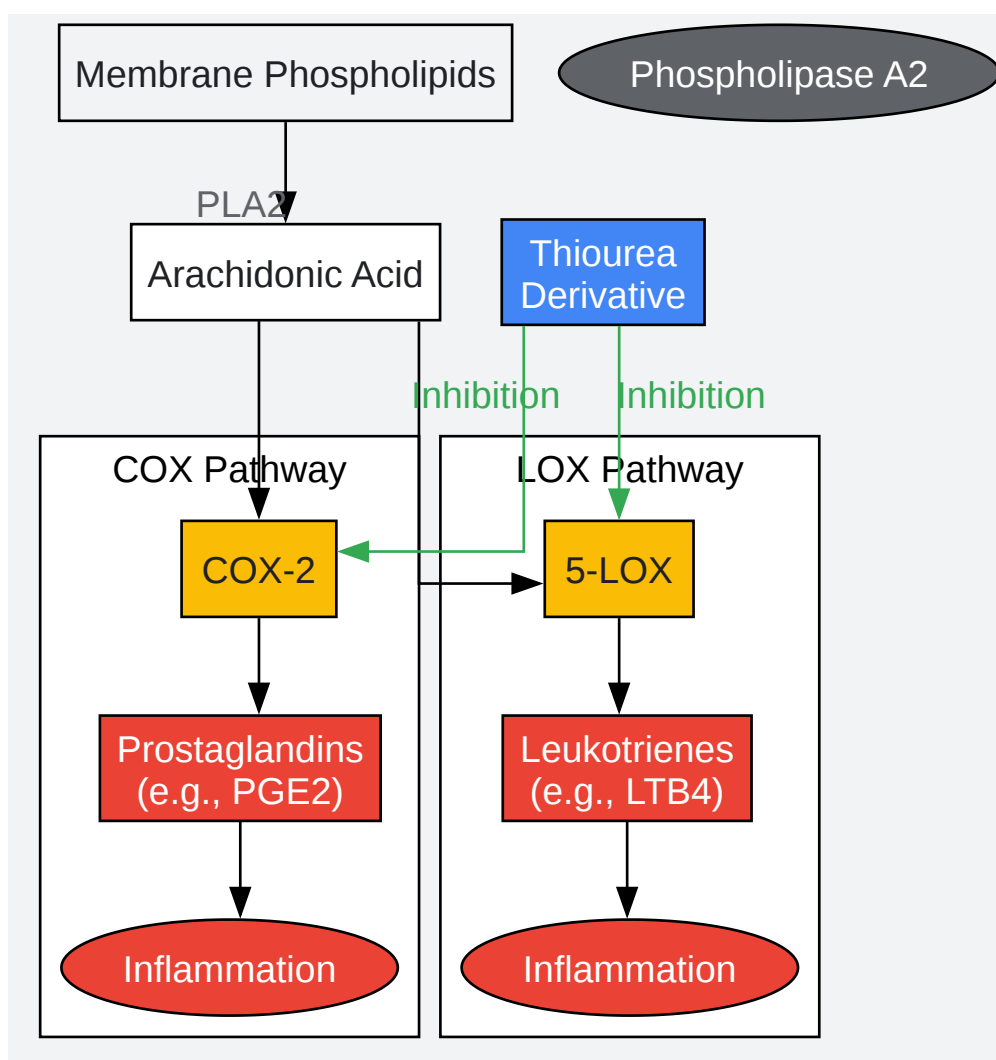 Membrane Phospholipids
Phospholipase A2
PLA2
Arachidonic Acid
Thiourea
Derivative
Inhibition
Inhibition
COX Pathway
LOX Pathway
COX-2
5-LOX
Prostaglandins
(e.g., PGE2)
Leukotrienes
(e.g., LTB4)
Inflammation
Inflammation